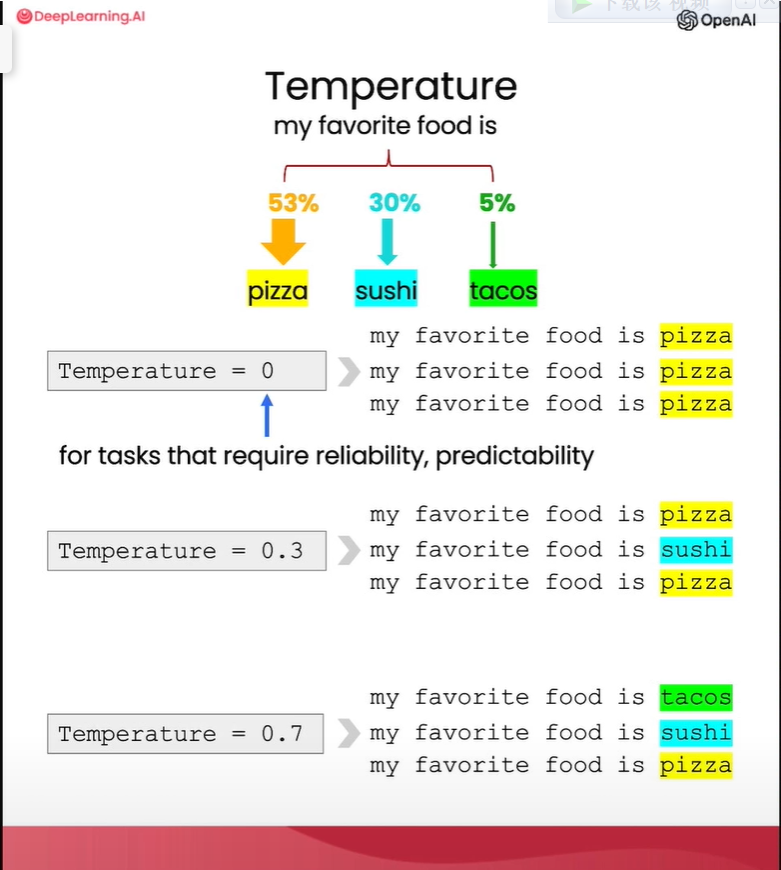 DeepLearning.AI
下载该视频
OpenAI
Temperature
my favorite food is
53% 30% 5%
pizza sushi tacos
my favorite food is pizza
Temperature = 0 my favorite food is pizza
my favorite food is pizza
for tasks that require reliability, predictability
my favorite food is pizza
Temperature = 0.3 my favorite food is sushi
my favorite food is pizza
my favorite food is tacos
Temperature = 0.7 my favorite food is sushi
my favorite food is pizza